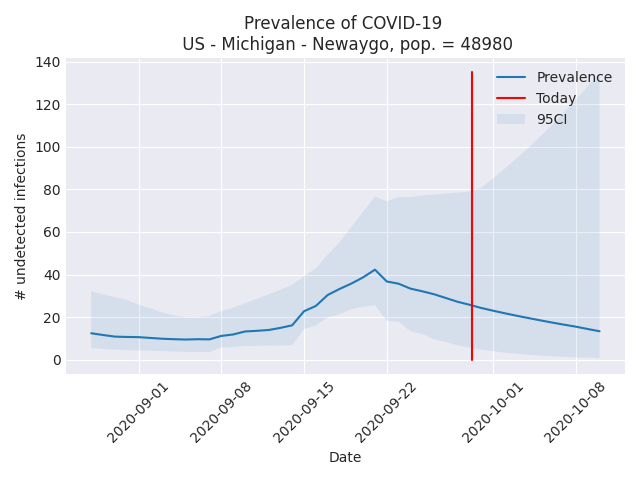 Prevalence of COVID-19
US - Michigan - Newaygo, pop. = 48980
140
120
100
80
60
40
20
0
# undetected infections
Prevalence
Today
95CI
2020-09-01
2020-09-08
2020-09-15
2020-09-22
2020-10-01
2020-10-08
Date